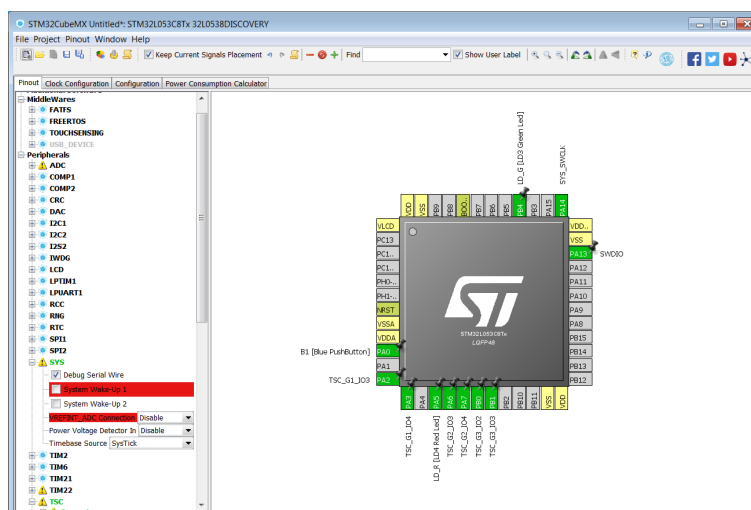 STM32CubeMX Untitled*: STM32L053C8Tx 32L0538DISCOVERY
File Project Pinout Window Help
Keep Current Signals Placement
Find
Show User Label
Pinout Clock Configuration Configuration Power Consumption Calculator
MiddleWares
FATFS
FREERTOS
TOUCHSENSING
USB_DEVICE
Peripherals
ADC
COMP1
COMP2
CRC
DAC
I2C1
I2C2
I2S2
IWDG
LCD
LPTIM1
LPUART1
RCC
RNG
RTC
SPI1
SPI2
SYS
Debug Serial Wire
System Wake-Up 1
System Wake-Up 2
VREFINT_ADC Connection Disable
Power Voltage Detector In Disable
Timebase Source SysTick
TIM2
TIM6
TIM21
TIM22
TSC
LD_G [LD3 Green Led]
SYS_SWCLK
VDD
VSS
PB9
PB8
BOO..
PB7
PB6
PB5
PB4
PB3
PA15
PA14
VLCD
PC13
PC1..
PC1..
PH0-..
PH1-..
NRST
VSSA
VDDA
B1 [Blue PushButton] PA0
PA1
TSC_G1_IO3 PA2
ST
STM32L053C8Tx
LQFP48
VDD..
VSS
PA13 SWDIO
PA12
PA11
PA10
PA9
PA8
PB15
PB14
PB13
PB12
PA3
PA4
PA5
PA6
PA7
PB0
PB1
PB2
PB10
PB11
VSS
VDD
TSC_G1_IO4
LD_R [LD4 Red Led]
TSC_G2_IO3
TSC_G2_IO4
TSC_G3_IO2
TSC_G3_IO3